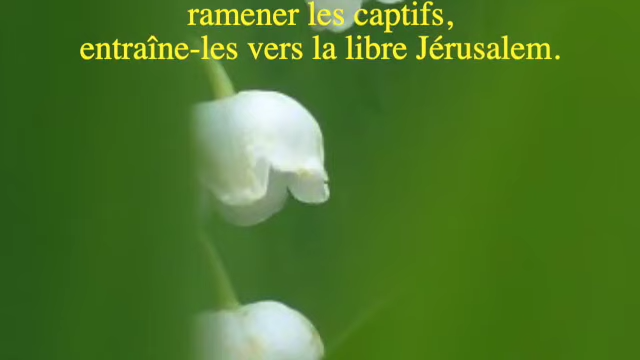 ramener les captifs,
entraîne-les vers la libre Jérusalem.